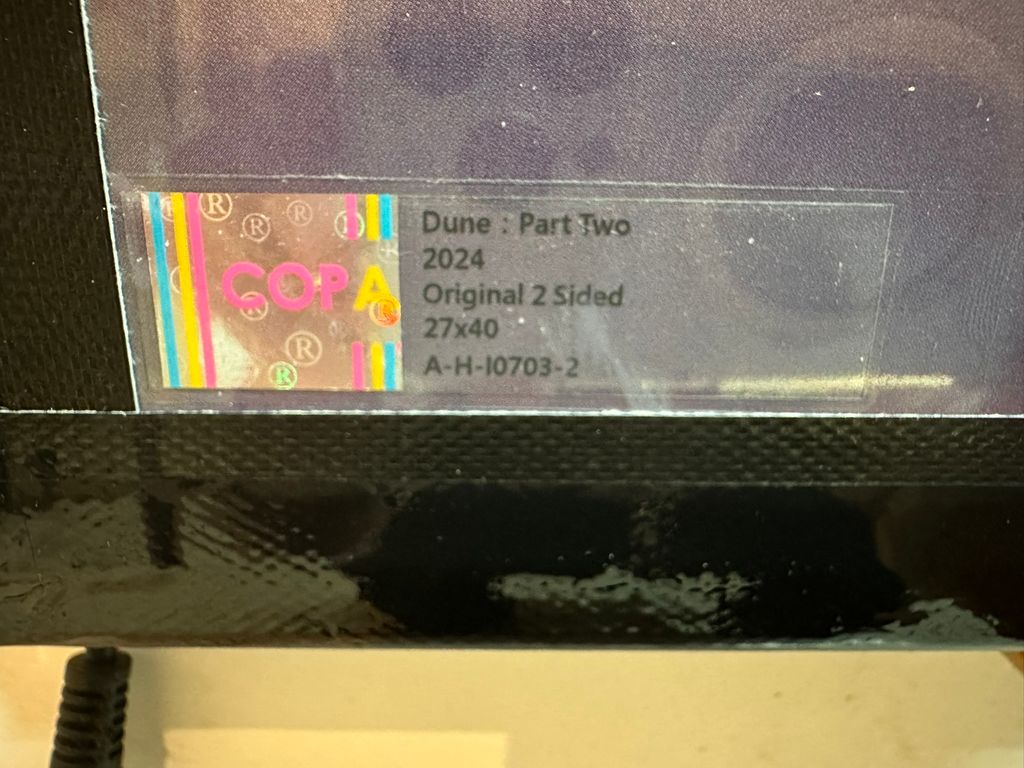 COPA
Dune : Part Two
2024
Original 2 Sided
27x40
A-H-I0703-2